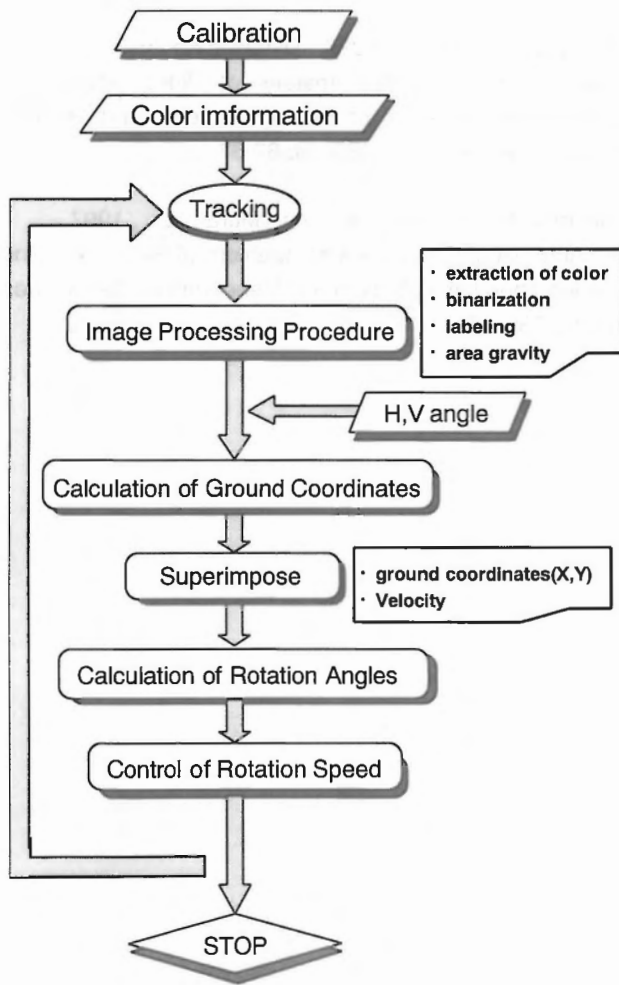 Calibration
Color imformation
Tracking
Image Processing Procedure
· extraction of color
· binarization
· labeling
· area gravity
H,V angle
Calculation of Ground Coordinates
Superimpose
· ground coordinates(X,Y)
· Velocity
Calculation of Rotation Angles
Control of Rotation Speed
STOP